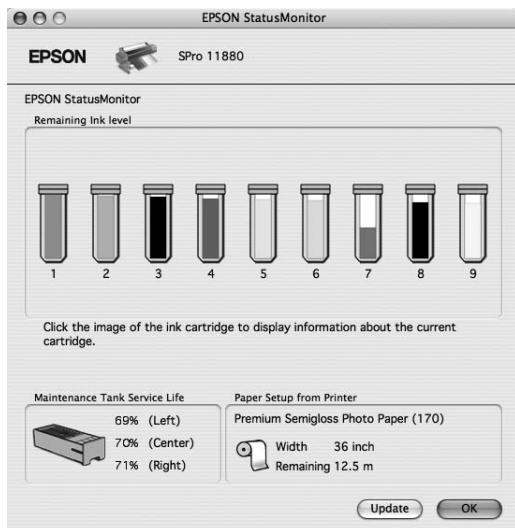 EPSON StatusMonitor
EPSON
SPro 11880
EPSON StatusMonitor
Remaining Ink level
1 2 3 4 5 6 7 8 9
Click the image of the ink cartridge to display information about the current
cartridge.
Maintenance Tank Service Life
69% (Left)
70% (Center)
71% (Right)
Paper Setup from Printer
Premium Semigloss Photo Paper (170)
Width 36 inch
Remaining 12.5 m
Update OK